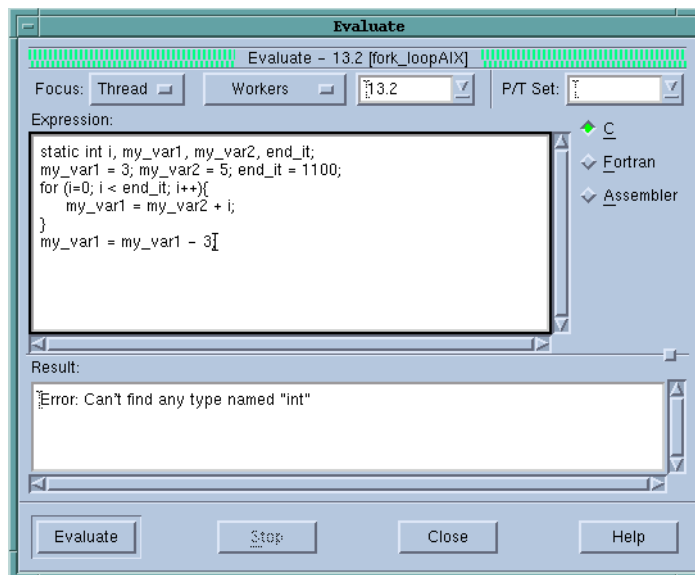 Evaluate
Evaluate - 13.2 [fork_loopAIX]
Focus: Thread Workers 13.2 P/T Set:
Expression:
static int i, my_var1, my_var2, end_it;
my_var1 = 3; my_var2 = 5; end_it = 1100;
for (i=0; i < end_it; i++){
my_var1 = my_var2 + i;
}
my_var1 = my_var1 - 3;
C
Fortran
Assembler
Result:
Error: Can't find any type named "int"
Evaluate Stop Close Help